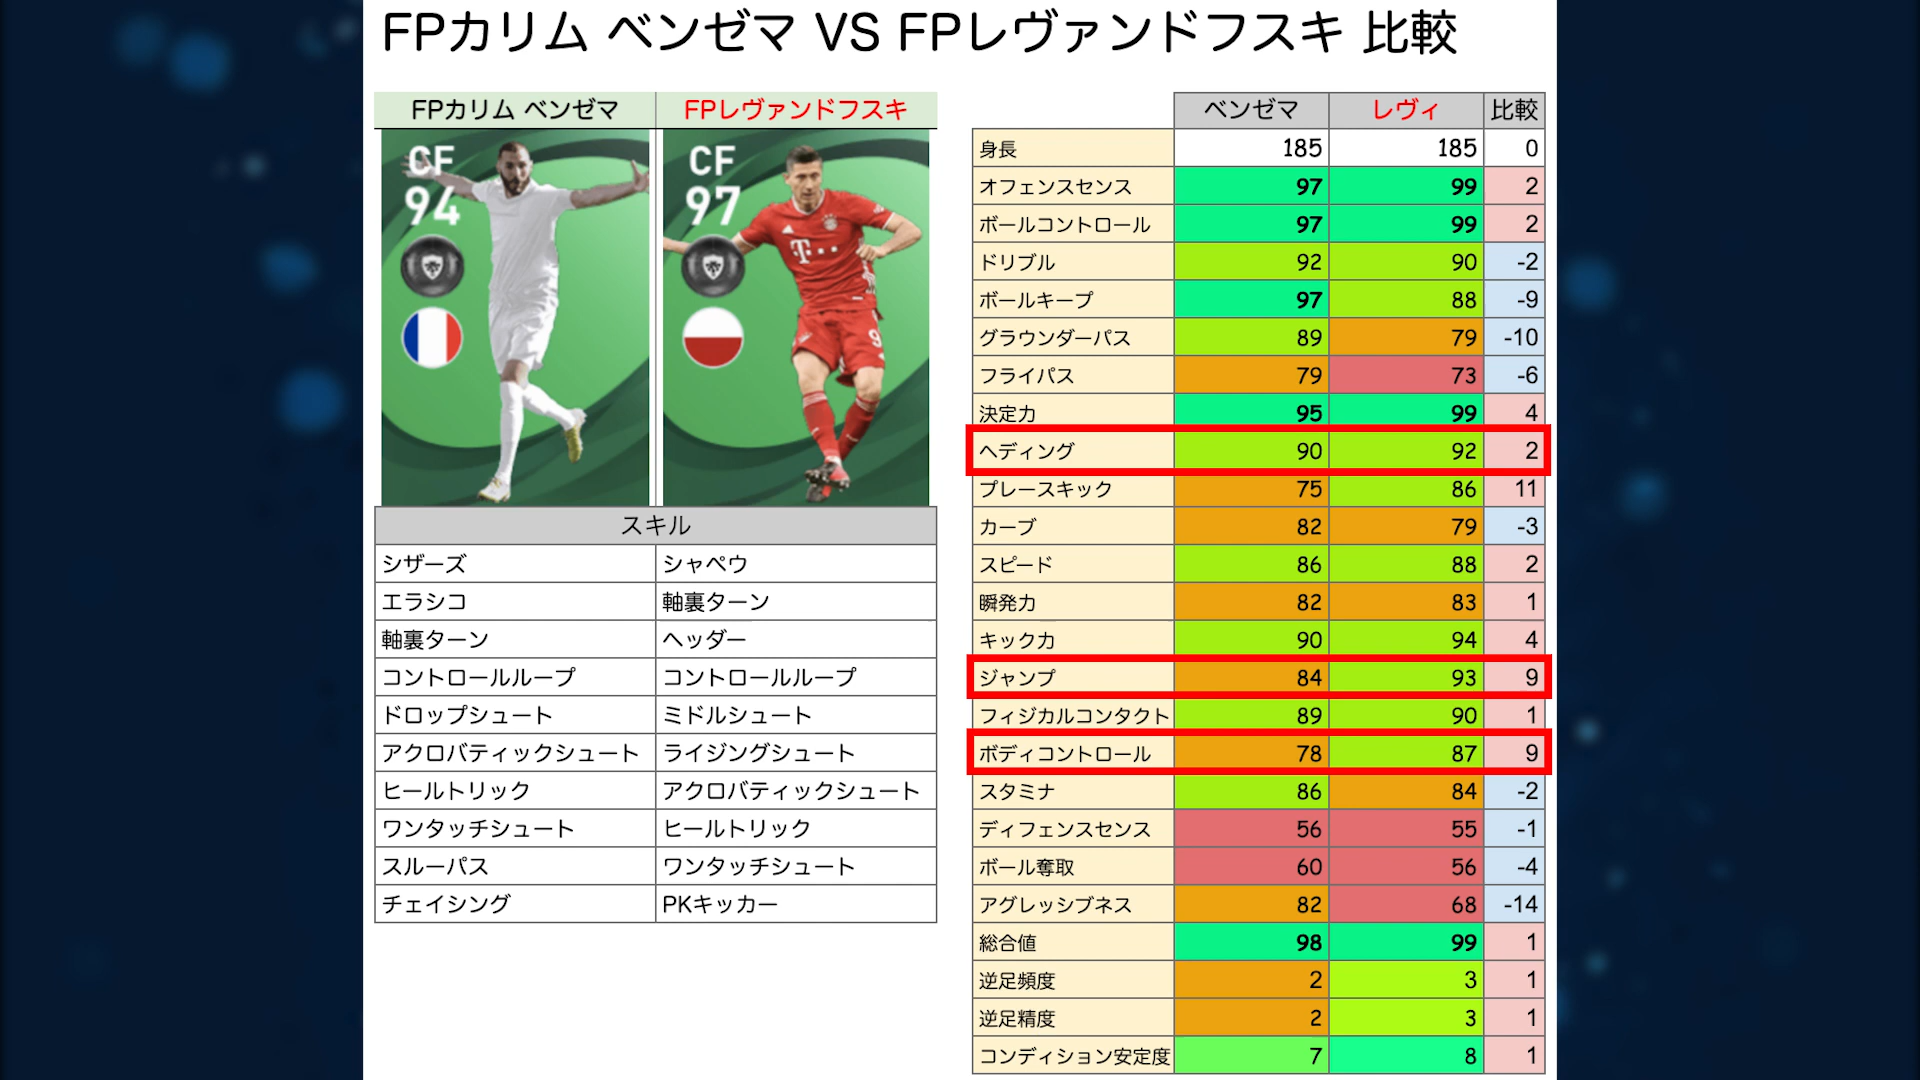 FPカリム ベンゼマ VS FPレヴァンドフスキ 比較
FPカリム ベンゼマ FPレヴァンドフスキ
CF
94
CF
97
T
9
スキル
シザーズ シャペウ
エラシコ 軸裏ターン
軸裏ターン ヘッダー
コントロールループ コントロールループ
ドロップシュート ミドルシュート
アクロバティックシュート ライジングシュート
ヒールトリック アクロバティックシュート
ワンタッチシュート ヒールトリック
スルーパス ワンタッチシュート
チェイシング PKキッカー
ベンゼマ レヴィ 比較
身長 185 185 0
オフェンスセンス 97 99 2
ボールコントロール 97 99 2
ドリブル 92 90 -2
ボールキープ 97 88 -9
グラウンダーパス 89 79 -10
フライパス 79 73 -6
決定力 95 99 4
ヘディング 90 92 2
プレースキック 75 86 11
カーブ 82 79 -3
スピード 86 88 2
瞬発力 82 83 1
キック力 90 94 4
ジャンプ 84 93 9
フィジカルコンタクト 89 90 1
ボディコントロール 78 87 9
スタミナ 86 84 -2
ディフェンスセンス 56 55 -1
ボール奪取 60 56 -4
アグレッシブネス 82 68 -14
総合値 98 99 1
逆足頻度 2 3 1
逆足精度 2 3 1
コンディション安定度 7 8 1